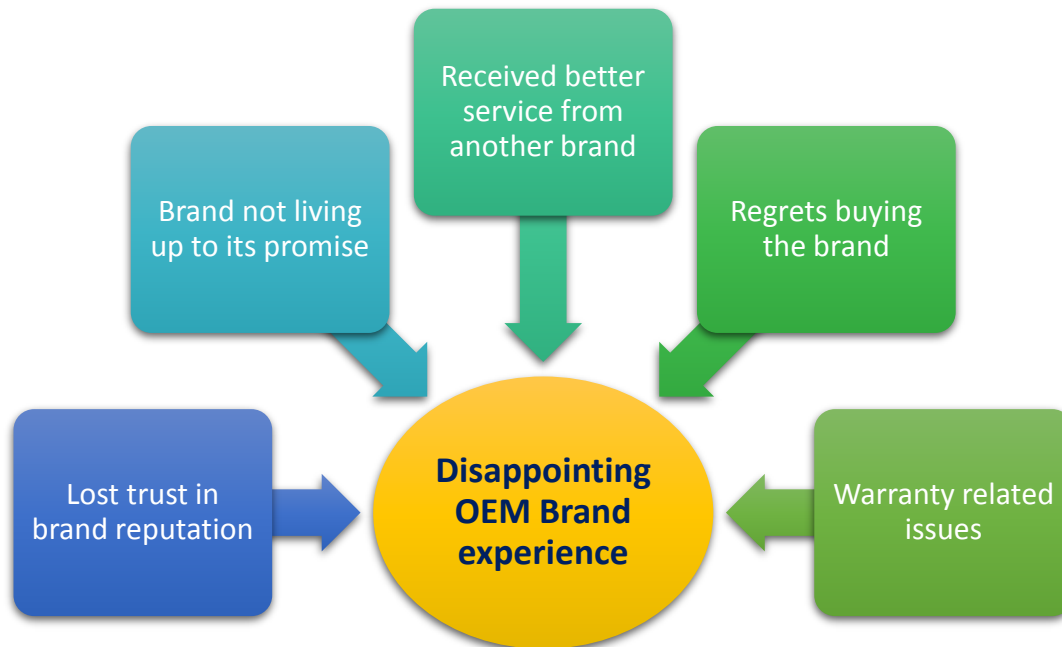 Received better
service from
another brand
Brand not living
up to its promise
Regrets buying
the brand
Lost trust in
brand reputation
Disappointing
OEM Brand
experience
Warranty related
issues